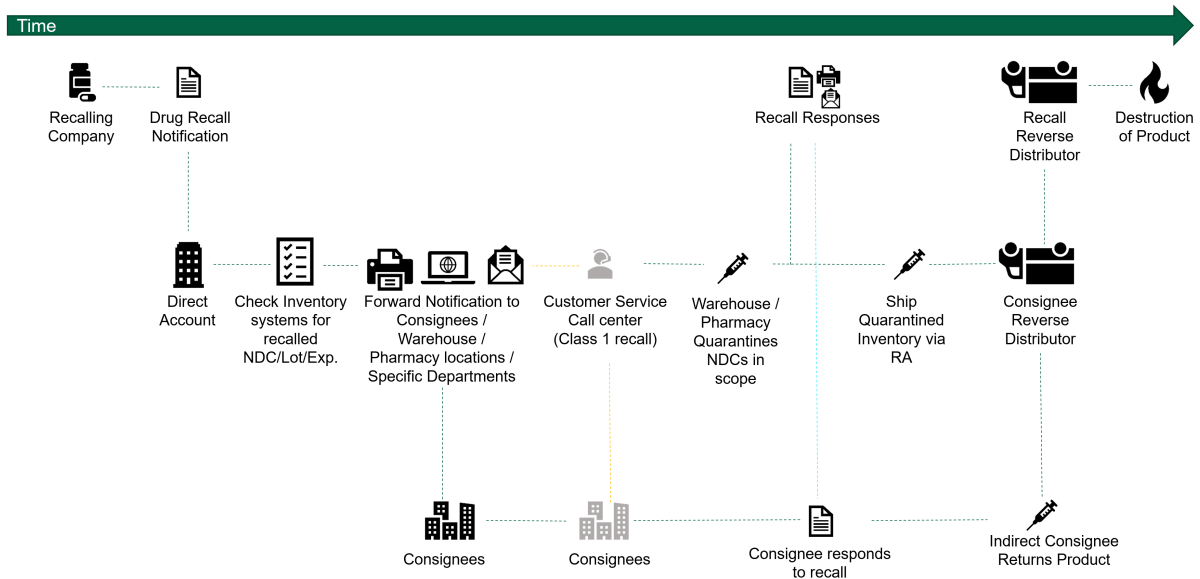 Time
Recalling
Company
Drug Recall
Notification
Recall Responses
Recall
Reverse
Distributor
Destruction
of Product
Direct
Account
Check Inventory
systems for
recalled
NDC/Lot/Exp.
Forward Notification to
Consignees /
Warehouse /
Pharmacy locations /
Specific Departments
Customer Service
Call center
(Class 1 recall)
Warehouse /
Pharmacy
Quarantines
NDCs in
scope
Ship
Quarantined
Inventory via
RA
Consignee
Reverse
Distributor
Consignees
Consignees
Consignee responds
to recall
Indirect Consignee
Returns Product